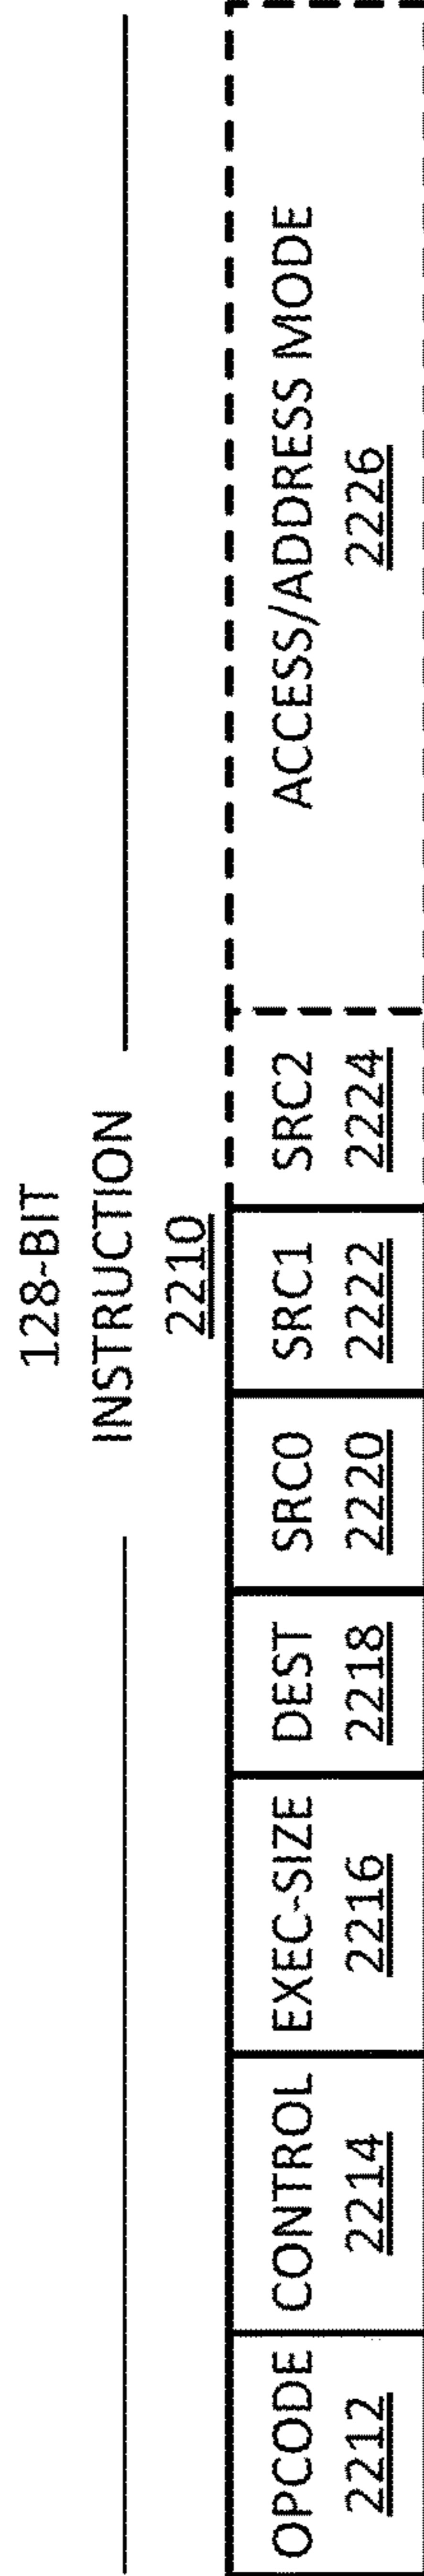 128-BIT
INSTRUCTION
2210
OPCODE
2212
CONTROL
2214
EXEC-SIZE
2216
DEST
2218
SRC0
2220
SRC1
2222
SRC2
2224
ACCESS/ADDRESS MODE
2226